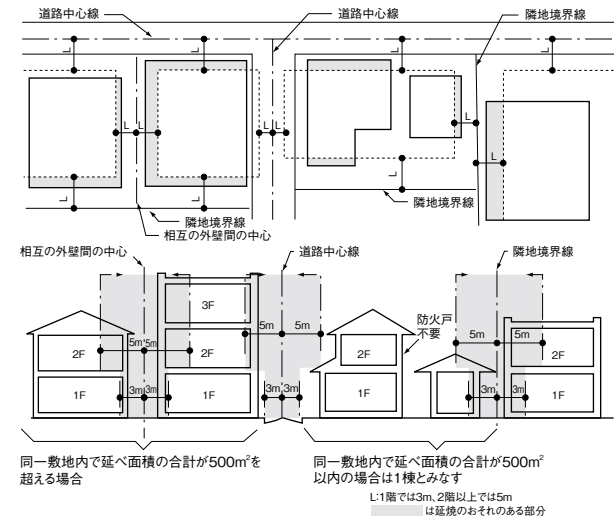 道路中心線
道路中心線
隣地境界線
L
L
L
L
L
L
L
L
L
L
L
L
隣地境界線
相互の外壁間の中心
隣地境界線
相互の外壁間の中心
道路中心線
隣地境界線
3F
防火戸
不要
5m
5m
5m
5m
5m
5m
2F
2F
2F
2F
3m
3m
3m
3m
3m
3m
1F
1F
1F
1F
同一敷地内で延べ面積の合計が500m²を
超える場合
同一敷地内で延べ面積の合計が500m²
以内の場合は1棟とみなす
L:1階では3m、2階以上では5m
は延焼のおそれのある部分